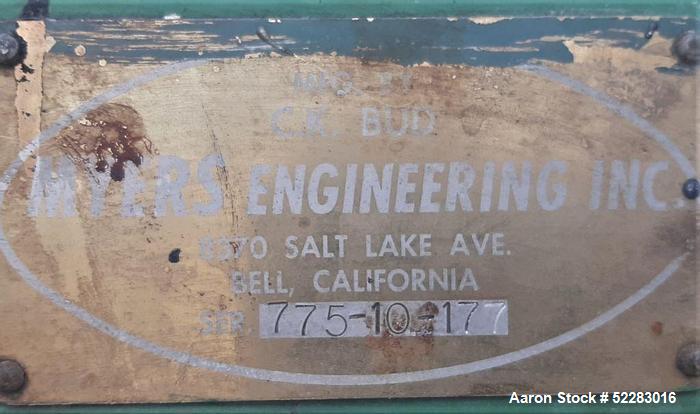 MFG. BY
C.K. BUD
MYERS ENGINEERING INC.
8370 SALT LAKE AVE.
BELL, CALIFORNIA
SER. 775-10-177
Aaron Stock # 52283016